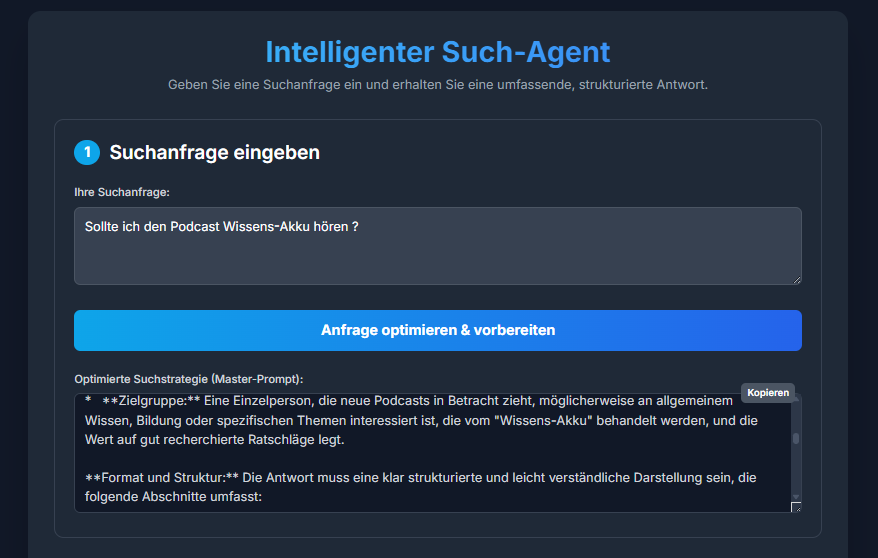 Intelligenter Such-Agent
Geben Sie eine Suchanfrage ein und erhalten Sie eine umfassende, strukturierte Antwort.
1 Suchanfrage eingeben
Ihre Suchanfrage:
Sollte ich den Podcast Wissens-Akku hören ?
Anfrage optimieren & vorbereiten
Optimierte Suchstrategie (Master-Prompt):
Kopieren
*   **Zielgruppe:** Eine Einzelperson, die neue Podcasts in Betracht zieht, möglicherweise an allgemeinem
Wissen, Bildung oder spezifischen Themen interessiert ist, die vom "Wissens-Akku" behandelt werden, und die
Wert auf gut recherchierte Ratschläge legt.
**Format und Struktur:** Die Antwort muss eine klar strukturierte und leicht verständliche Darstellung sein, die
folgende Abschnitte umfasst: